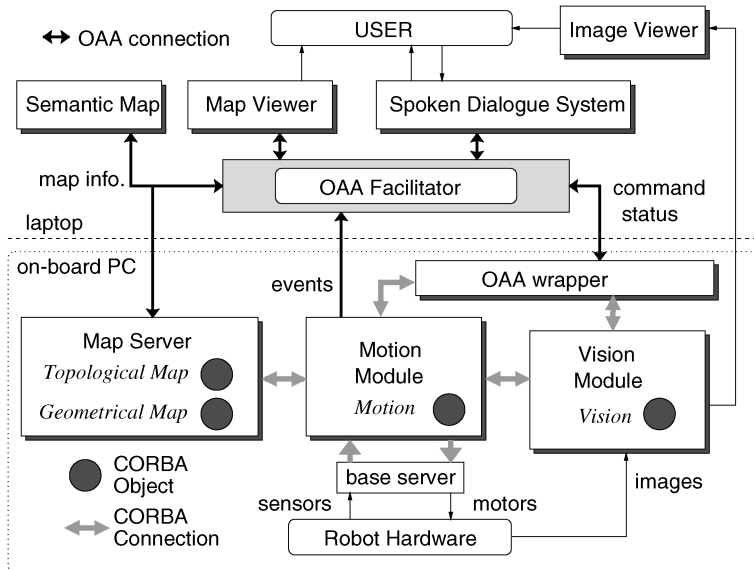 USER
Image Viewer
OAA connection
Semantic Map
Map Viewer
Spoken Dialogue System
map info.
OAA Facilitator
command
status
laptop
on-board PC
events
OAA wrapper
Map Server
Topological Map
Geometrical Map
Motion
Module
Motion
Vision
Module
Vision
CORBA
Object
CORBA
Connection
base server
sensors
motors
images
Robot Hardware